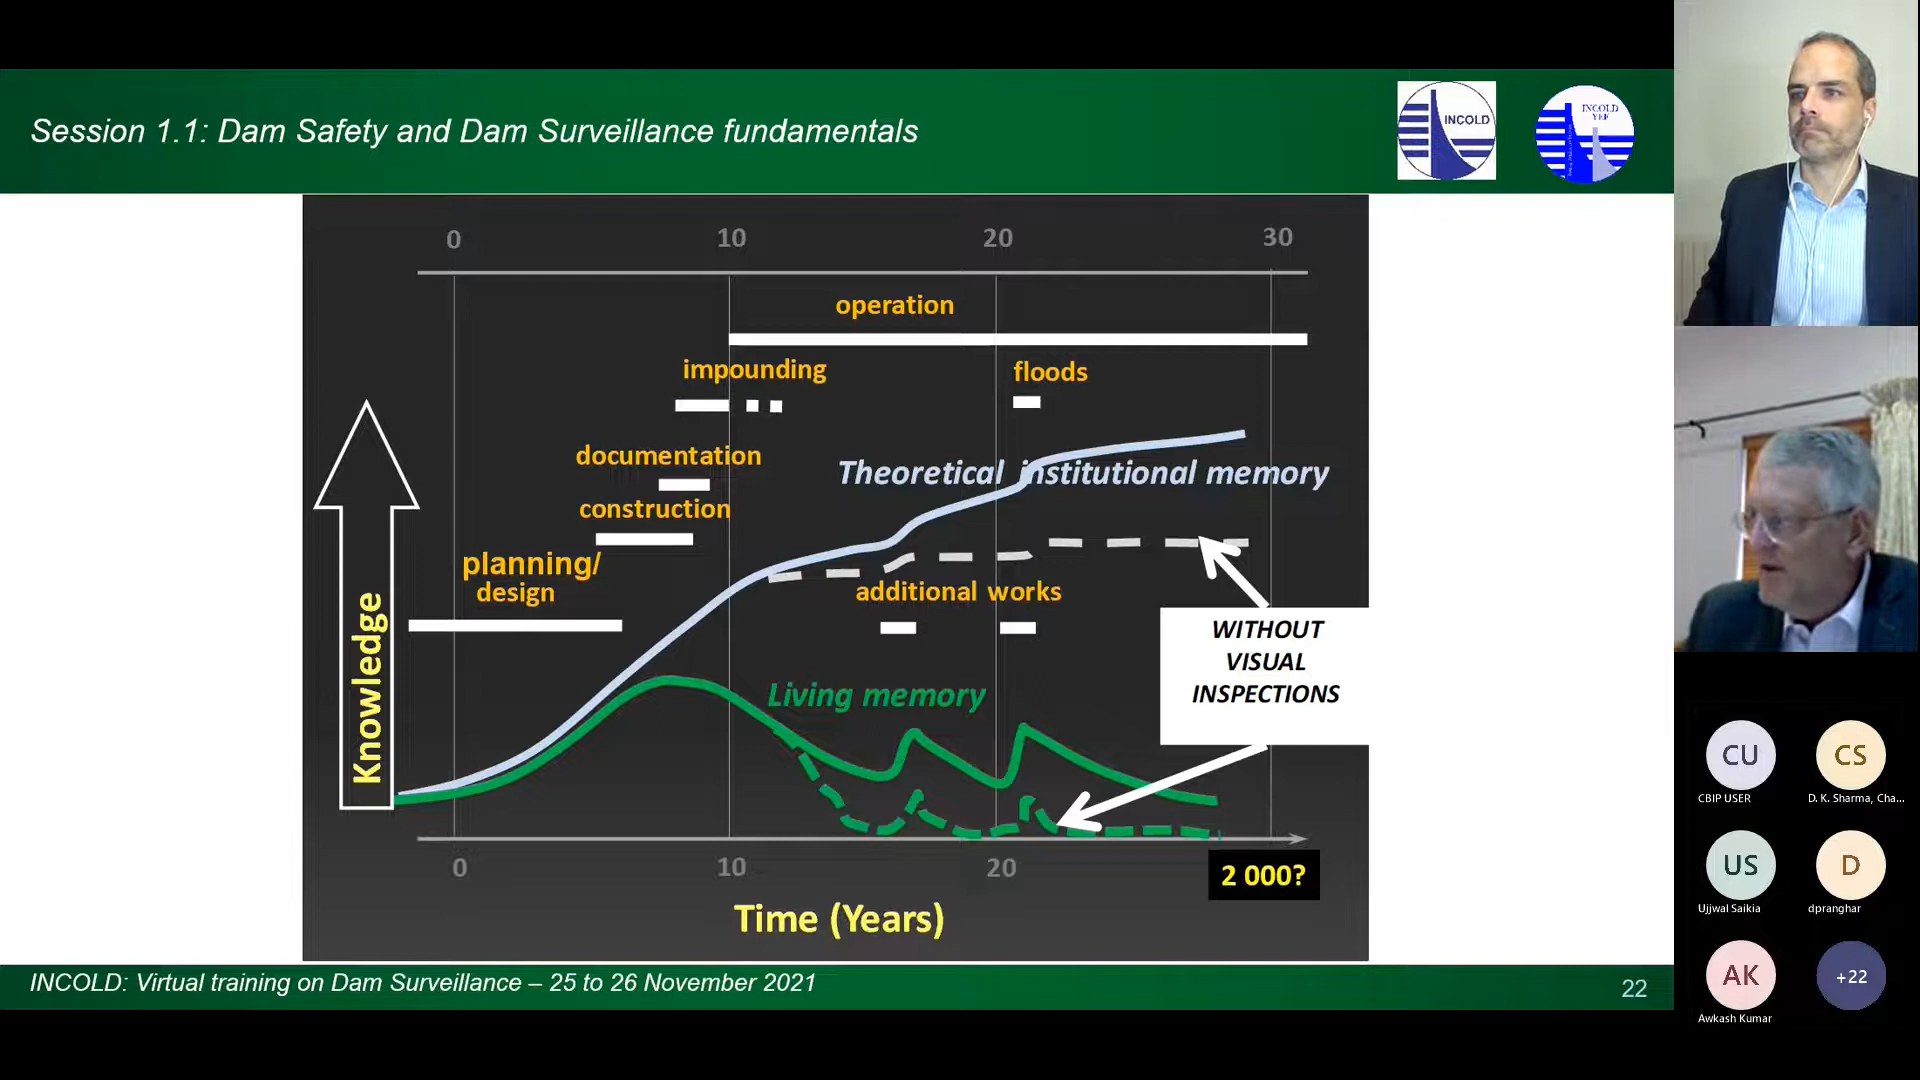 Session 1.1: Dam Safety and Dam Surveillance fundamentals
INCOLD
INCOLD
YEF
0 10 20 30
operation
impounding
floods
documentation
Theoretical institutional memory
construction
planning/
design
additional works
Knowledge
WITHOUT
VISUAL
INSPECTIONS
Living memory
0 10 20
2 000?
Time (Years)
INCOLD: Virtual training on Dam Surveillance – 25 to 26 November 2021
22
CU
CBIP USER
CS
D. K. Sharma, Cha...
US
Ujjwal Saikia
D
dpranghar
AK
Awkash Kumar
+22